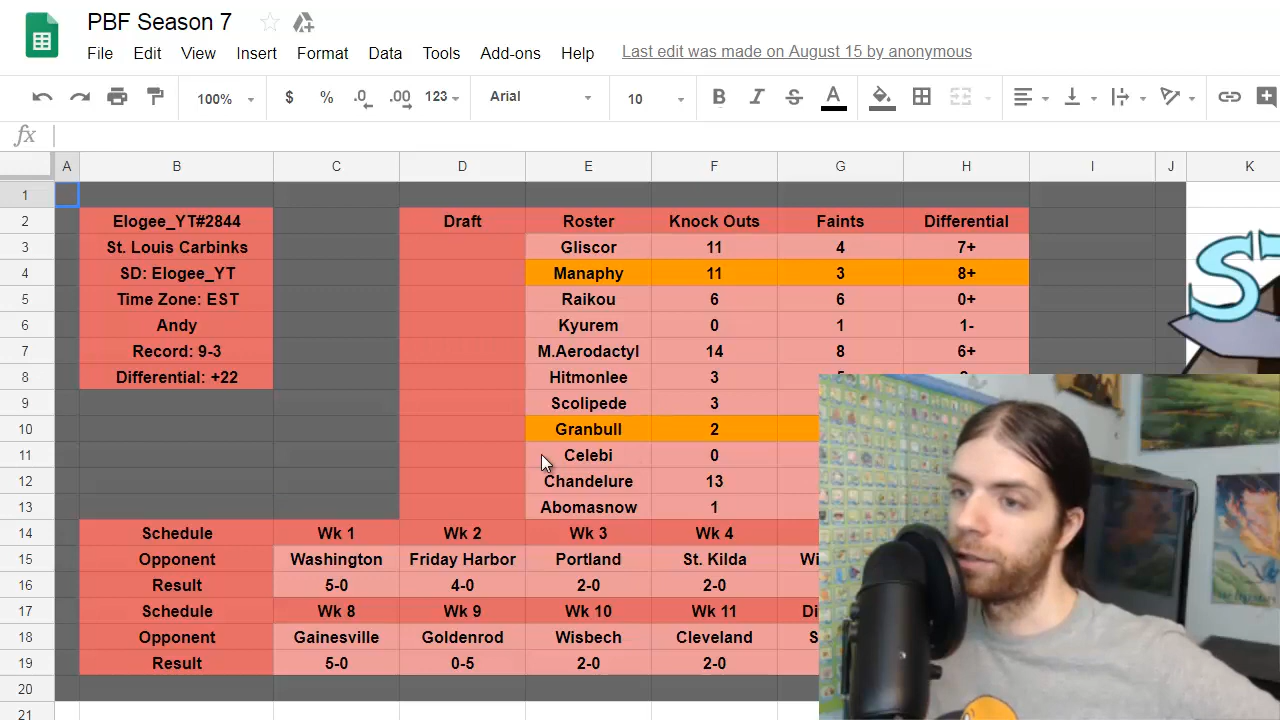 PBF Season 7
File Edit View Insert Format Data Tools Add-ons Help Last edit was made on August 15 by anonymous
100% $ % .0 .00 123 Arial 10 B I S A
fx
A B C D E F G H I J K
1
2 Elogee_YT#2844 Draft Roster Knock Outs Faints Differential
3 St. Louis Carbinks Gliscor 11 4 7+
4 SD: Elogee_YT Manaphy 11 3 8+
5 Time Zone: EST Raikou 6 6 0+
6 Andy Kyurem 0 1 1-
7 Record: 9-3 M.Aerodactyl 14 8 6+
8 Differential: +22 Hitmonlee 3
9 Scolipede 3
10 Granbull 2
11 Celebi 0
12 Chandelure 13
13 Abomasnow 1
14 Schedule Wk 1 Wk 2 Wk 3 Wk 4
15 Opponent Washington Friday Harbor Portland St. Kilda
16 Result 5-0 4-0 2-0 2-0
17 Schedule Wk 8 Wk 9 Wk 10 Wk 11
18 Opponent Gainesville Goldenrod Wisbech Cleveland
19 Result 5-0 0-5 2-0 2-0
20
21